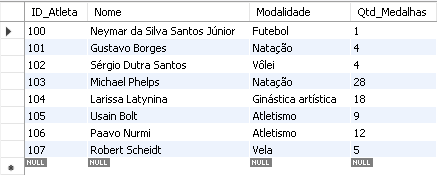 ID_Atleta Nome Modalidade Qtd_Medalhas
100 Neymar da Silva Santos Júnior Futebol 1
101 Gustavo Borges Natação 4
102 Sérgio Dutra Santos Vôlei 4
103 Michael Phelps Natação 28
104 Larissa Latynina Ginástica artística 18
105 Usain Bolt Atletismo 9
106 Paavo Nurmi Atletismo 12
107 Robert Scheidt Vela 5
NULL NULL NULL NULL